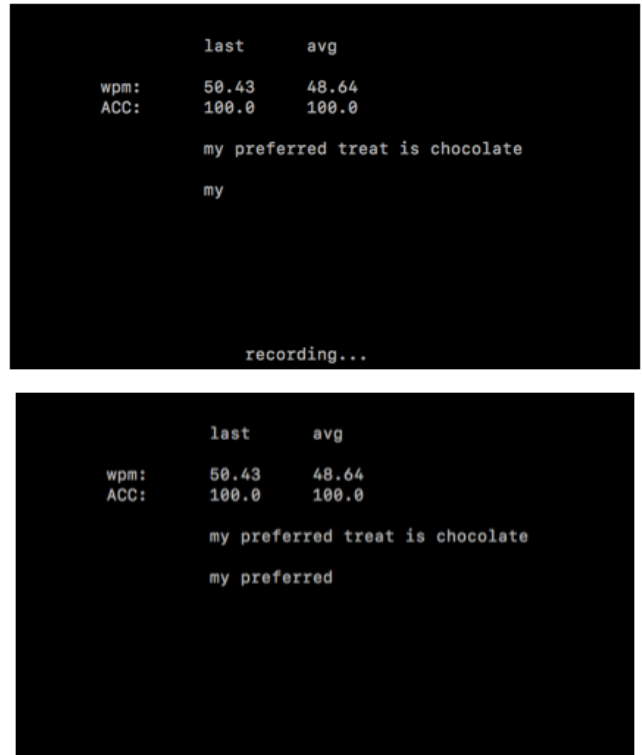 last avg
wpm: 50.43 48.64
ACC: 100.0 100.0
my preferred treat is chocolate
my
recording...
last avg
wpm: 50.43 48.64
ACC: 100.0 100.0
my preferred treat is chocolate
my preferred